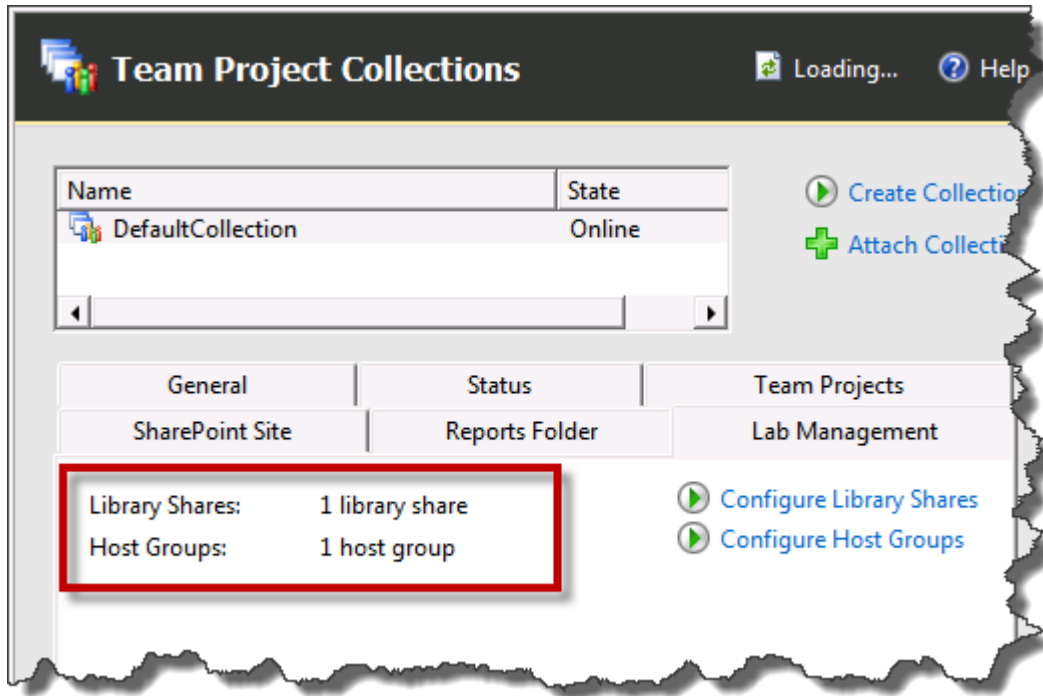 Team Project Collections Loading... Help
Name State
DefaultCollection Online
Create Collection
Attach
General Status Team Projects
SharePoint Site Reports Folder Lab Management
Library Shares: 1 library share
Host Groups: 1 host group
Configure Library Shares
Configure Host Groups